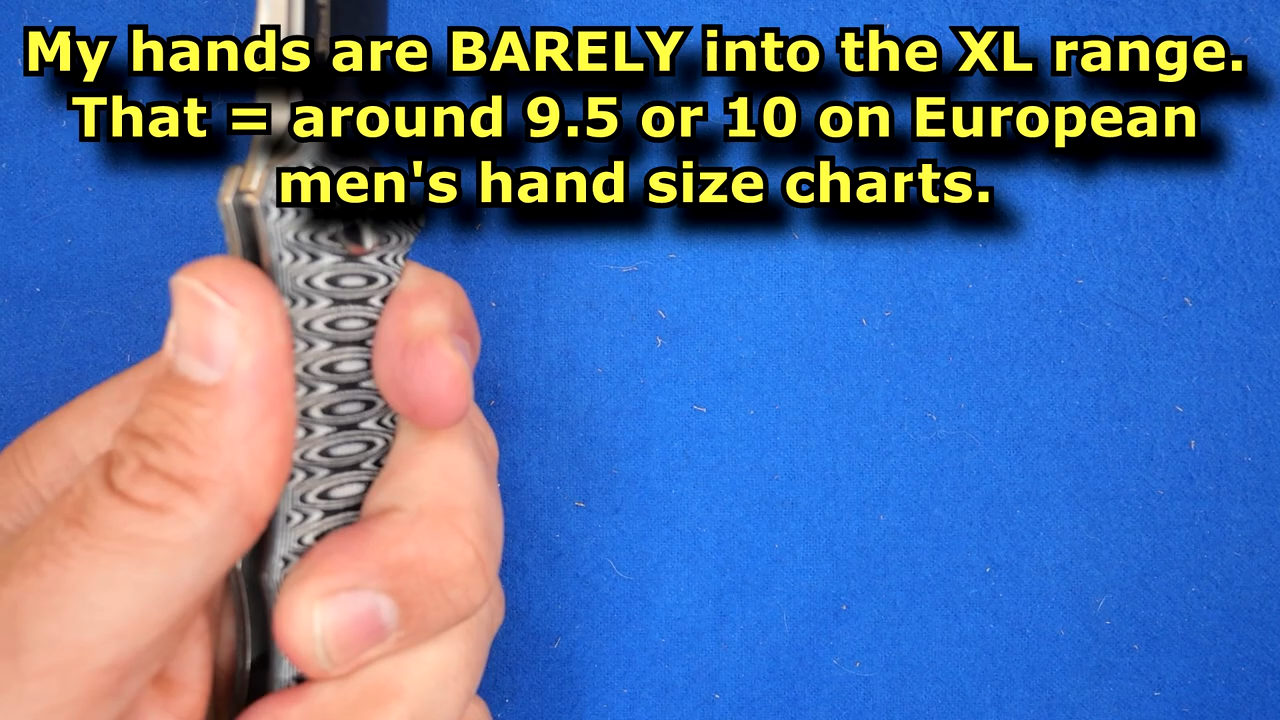 My hands are BARELY into the XL range.
That = around 9.5 or 10 on European
men's hand size charts.